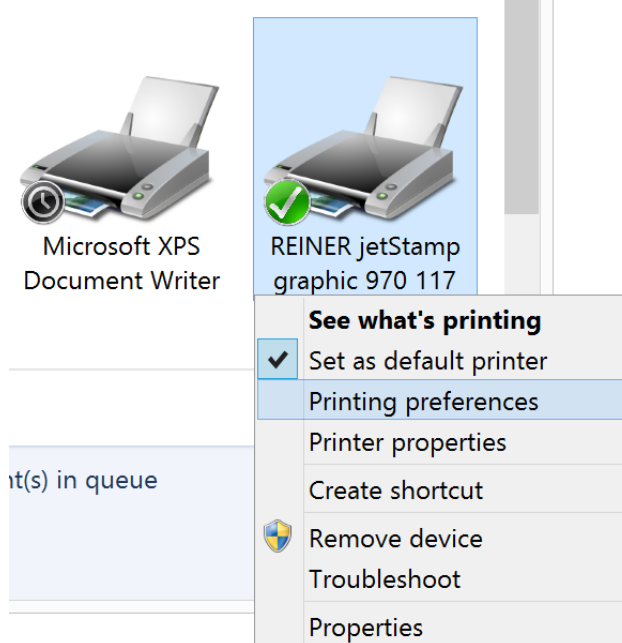 Microsoft XPS
Document Writer
REINER jetStamp
graphic 970 117
See what's printing
Set as default printer
Printing preferences
Printer properties
nt(s) in queue
Create shortcut
Remove device
Troubleshoot
Properties